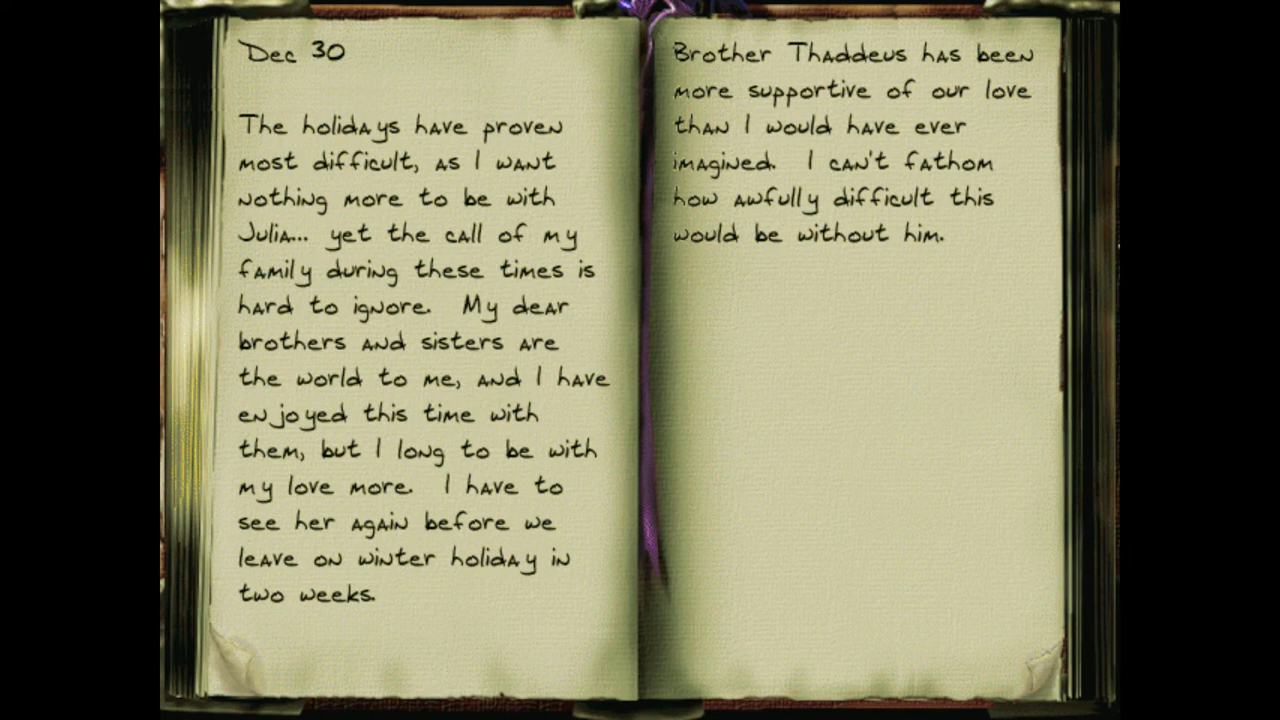 Dec 30
The holidays have proven
most difficult, as I want
nothing more to be with
Julia... yet the call of my
family during these times is
hard to ignore. My dear
brothers and sisters are
the world to me, and I have
enjoyed this time with
them, but I long to be with
my love more. I have to
see her again before we
leave on winter holiday in
two weeks.
Brother Thaddeus has been
more supportive of our love
than I would have ever
imagined. I can't fathom
how awfully difficult this
would be without him.